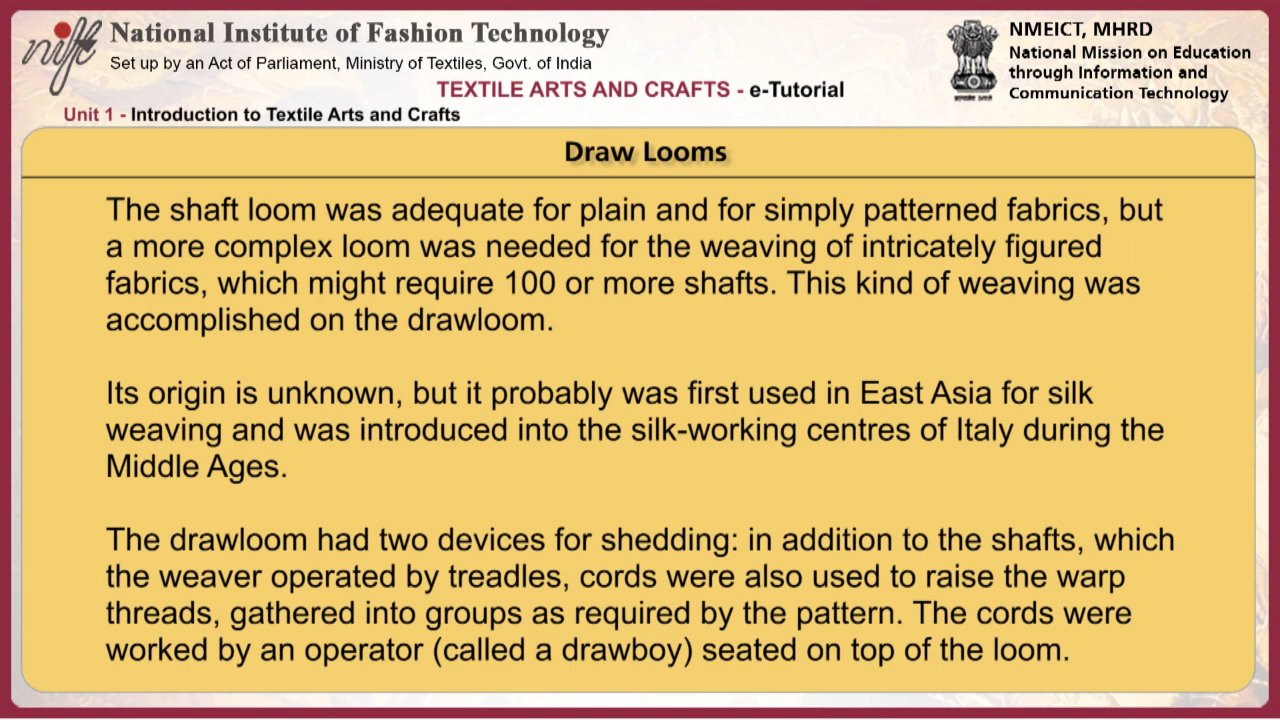 nift
National Institute of Fashion Technology
Set up by an Act of Parliament, Ministry of Textiles, Govt. of India
TEXTILE ARTS AND CRAFTS - e-Tutorial
Unit 1 - Introduction to Textile Arts and Crafts
NMEICT, MHRD
National Mission on Education
through Information and
Communication Technology
Draw Looms
The shaft loom was adequate for plain and for simply patterned fabrics, but
a more complex loom was needed for the weaving of intricately figured
fabrics, which might require 100 or more shafts. This kind of weaving was
accomplished on the drawloom.
Its origin is unknown, but it probably was first used in East Asia for silk
weaving and was introduced into the silk-working centres of Italy during the
Middle Ages.
The drawloom had two devices for shedding: in addition to the shafts, which
the weaver operated by treadles, cords were also used to raise the warp
threads, gathered into groups as required by the pattern. The cords were
worked by an operator (called a drawboy) seated on top of the loom.